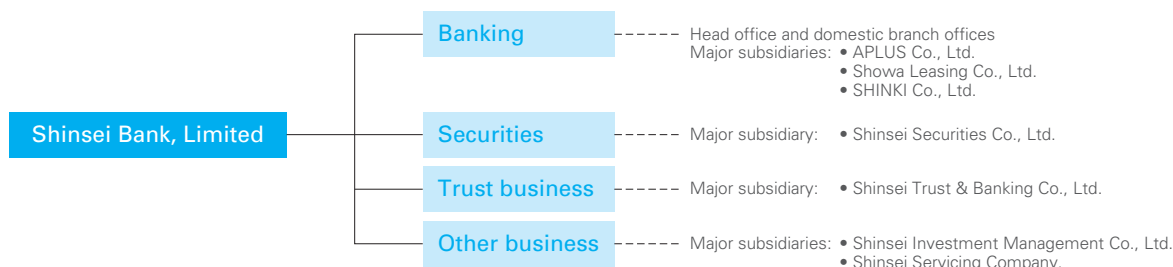 Shinsei Bank, Limited
Banking
Head office and domestic branch offices
Major subsidiaries: • APLUS Co., Ltd.
• Showa Leasing Co., Ltd.
• SHINKI Co., Ltd.
Securities
Major subsidiary: • Shinsei Securities Co., Ltd.
Trust business
Major subsidiary: • Shinsei Trust & Banking Co., Ltd.
Other business
Major subsidiaries: • Shinsei Investment Management Co., Ltd.
• Shinsei Servicing Company,